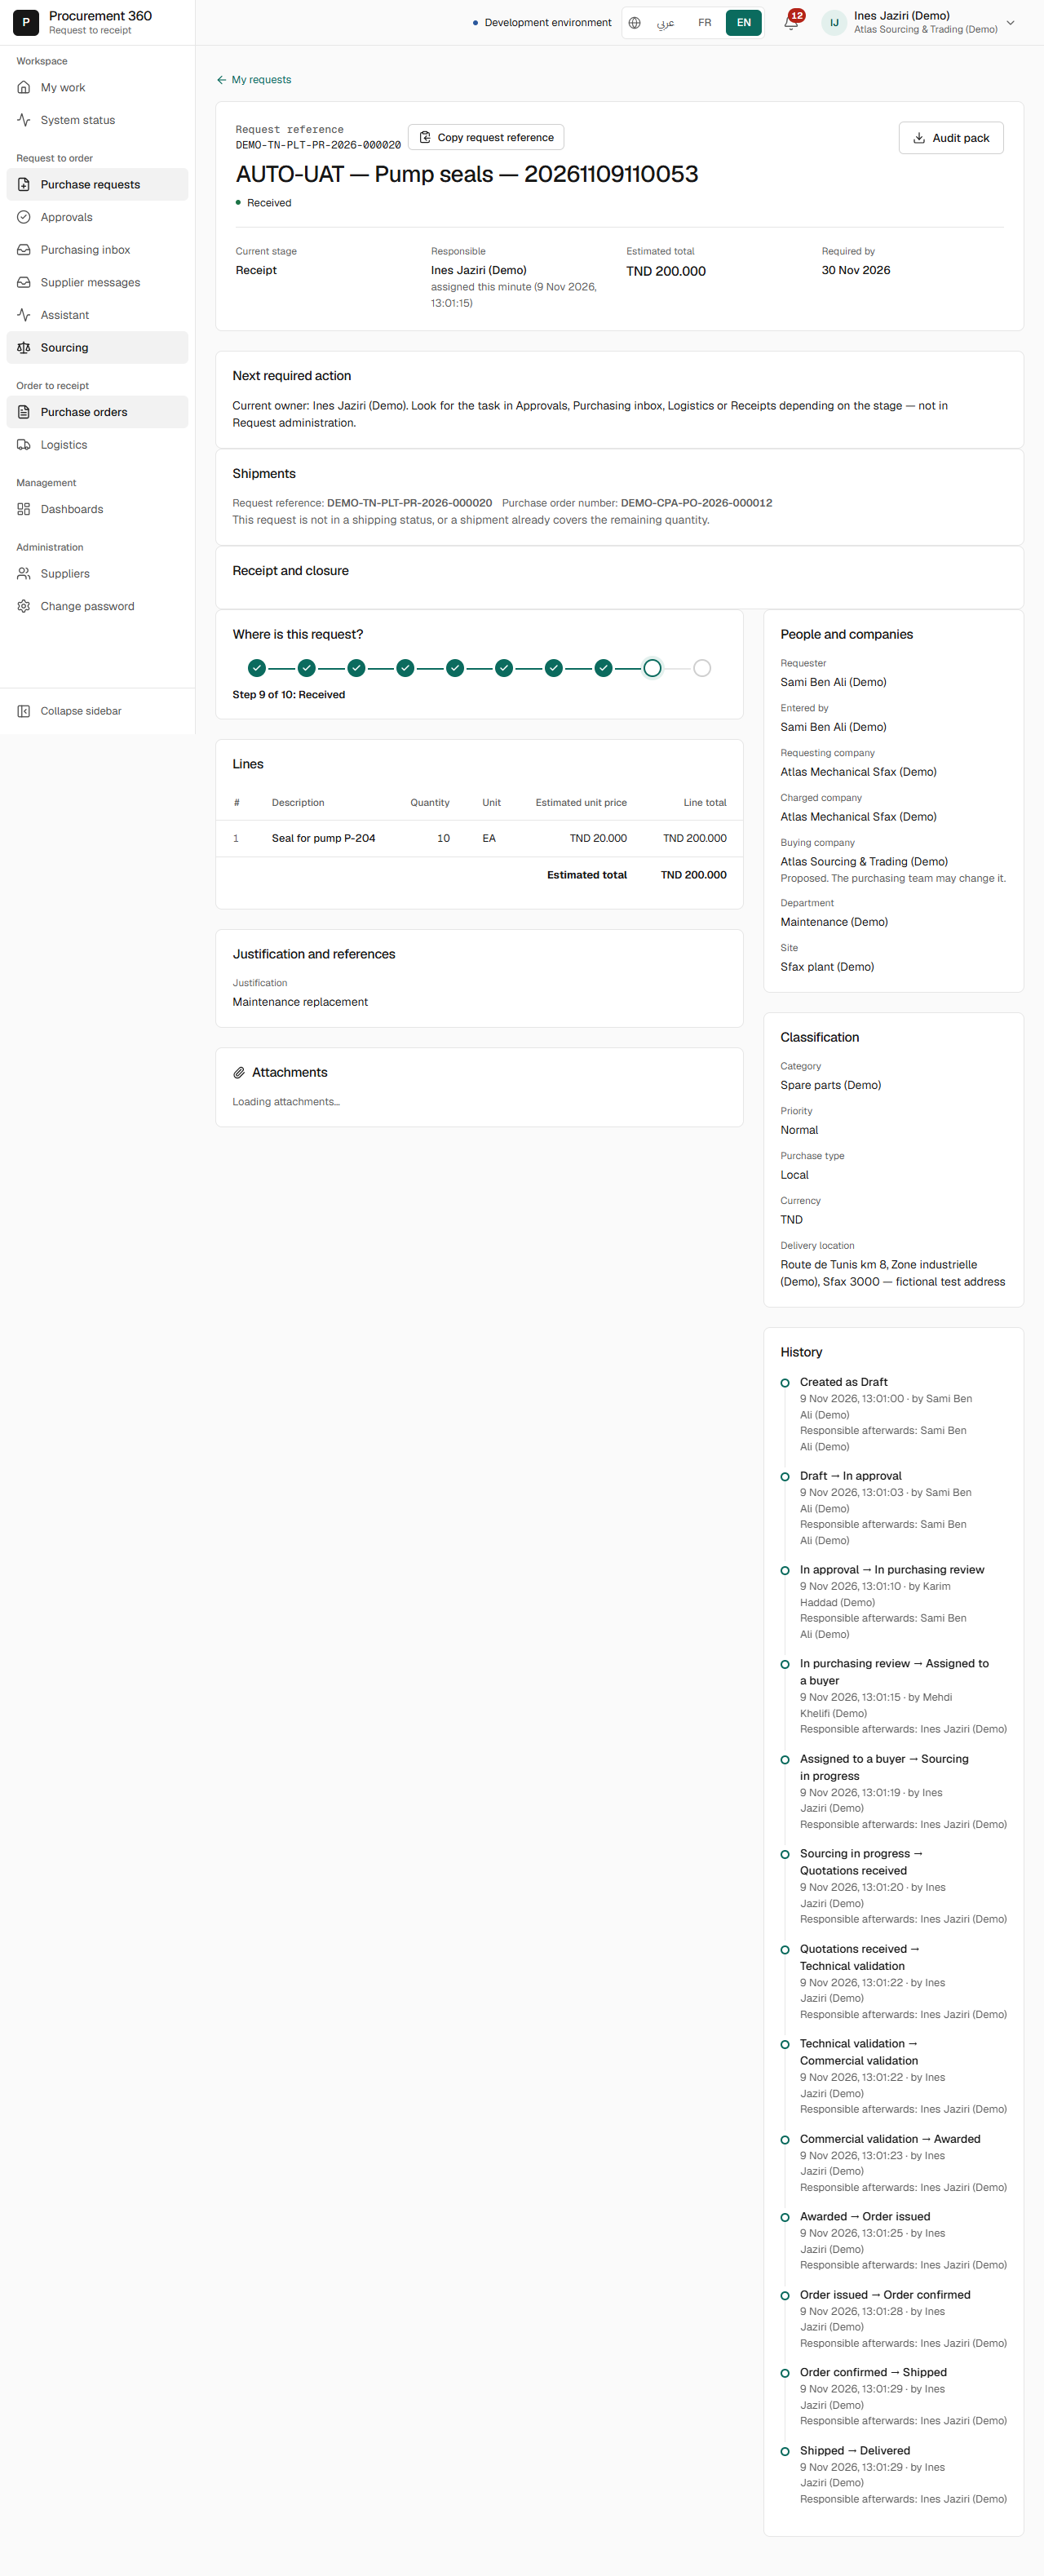 P
Procurement 360
Request to receipt
Development environment
عربي
FR
EN
12
IJ
Ines Jaziri (Demo)
Atlas Sourcing & Trading (Demo)
Workspace
My work
System status
Request to order
Purchase requests
Approvals
Purchasing inbox
Supplier messages
Assistant
Sourcing
Order to receipt
Purchase orders
Logistics
Management
Dashboards
Administration
Suppliers
Change password
Collapse sidebar
← My requests
Request reference
DEMO-TN-PLT-PR-2026-000020
Copy request reference
Audit pack
AUTO-UAT — Pump seals — 20261109110053
Received
Current stage
Receipt
Responsible
Ines Jaziri (Demo)
assigned this minute (9 Nov 2026,
13:01:15)
Estimated total
TND 200.000
Required by
30 Nov 2026
Next required action
Current owner: Ines Jaziri (Demo). Look for the task in Approvals, Purchasing inbox, Logistics or Receipts depending on the stage — not in
Request administration.
Shipments
Request reference: DEMO-TN-PLT-PR-2026-000020 Purchase order number: DEMO-CPA-PO-2026-000012
This request is not in a shipping status, or a shipment already covers the remaining quantity.
Receipt and closure
Where is this request?
Step 9 of 10: Received
Lines
# Description Quantity Unit Estimated unit price Line total
1 Seal for pump P-204 10 EA TND 20.000 TND 200.000
Estimated total TND 200.000
Justification and references
Justification
Maintenance replacement
Attachments
Loading attachments...
People and companies
Requester
Sami Ben Ali (Demo)
Entered by
Sami Ben Ali (Demo)
Requesting company
Atlas Mechanical Sfax (Demo)
Charged company
Atlas Mechanical Sfax (Demo)
Buying company
Atlas Sourcing & Trading (Demo)
Proposed. The purchasing team may change it.
Department
Maintenance (Demo)
Site
Sfax plant (Demo)
Classification
Category
Spare parts (Demo)
Priority
Normal
Purchase type
Local
Currency
TND
Delivery location
Route de Tunis km 8, Zone industrielle
(Demo), Sfax 3000 — fictional test address
History
Created as Draft
9 Nov 2026, 13:01:00 · by Sami Ben
Ali (Demo)
Responsible afterwards: Sami Ben
Ali (Demo)
Draft → In approval
9 Nov 2026, 13:01:03 · by Sami Ben
Ali (Demo)
Responsible afterwards: Sami Ben
Ali (Demo)
In approval → In purchasing review
9 Nov 2026, 13:01:10 · by Karim
Haddad (Demo)
Responsible afterwards: Sami Ben
Ali (Demo)
In purchasing review → Assigned to
a buyer
9 Nov 2026, 13:01:15 · by Mehdi
Khelifi (Demo)
Responsible afterwards: Ines Jaziri (Demo)
Assigned to a buyer → Sourcing
in progress
9 Nov 2026, 13:01:19 · by Ines
Jaziri (Demo)
Responsible afterwards: Ines Jaziri (Demo)
Sourcing in progress →
Quotations received
9 Nov 2026, 13:01:20 · by Ines
Jaziri (Demo)
Responsible afterwards: Ines Jaziri (Demo)
Quotations received →
Technical validation
9 Nov 2026, 13:01:22 · by Ines
Jaziri (Demo)
Responsible afterwards: Ines Jaziri (Demo)
Technical validation →
Commercial validation
9 Nov 2026, 13:01:22 · by Ines
Jaziri (Demo)
Responsible afterwards: Ines Jaziri (Demo)
Commercial validation → Awarded
9 Nov 2026, 13:01:23 · by Ines
Jaziri (Demo)
Responsible afterwards: Ines Jaziri (Demo)
Awarded → Order issued
9 Nov 2026, 13:01:25 · by Ines
Jaziri (Demo)
Responsible afterwards: Ines Jaziri (Demo)
Order issued → Order confirmed
9 Nov 2026, 13:01:28 · by Ines
Jaziri (Demo)
Responsible afterwards: Ines Jaziri (Demo)
Order confirmed → Shipped
9 Nov 2026, 13:01:29 · by Ines
Jaziri (Demo)
Responsible afterwards: Ines Jaziri (Demo)
Shipped → Delivered
9 Nov 2026, 13:01:29 · by Ines
Jaziri (Demo)
Responsible afterwards: Ines Jaziri (Demo)